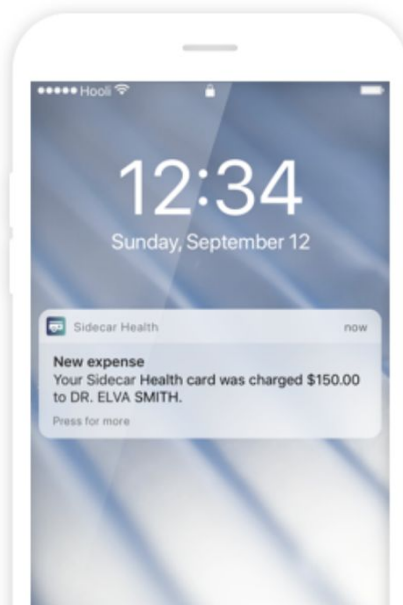 Hooli
12:34
Sunday, September 12
Sidecar Health now
New expense
Your Sidecar Health card was charged $150.00
to DR. ELVA SMITH.
Press for more